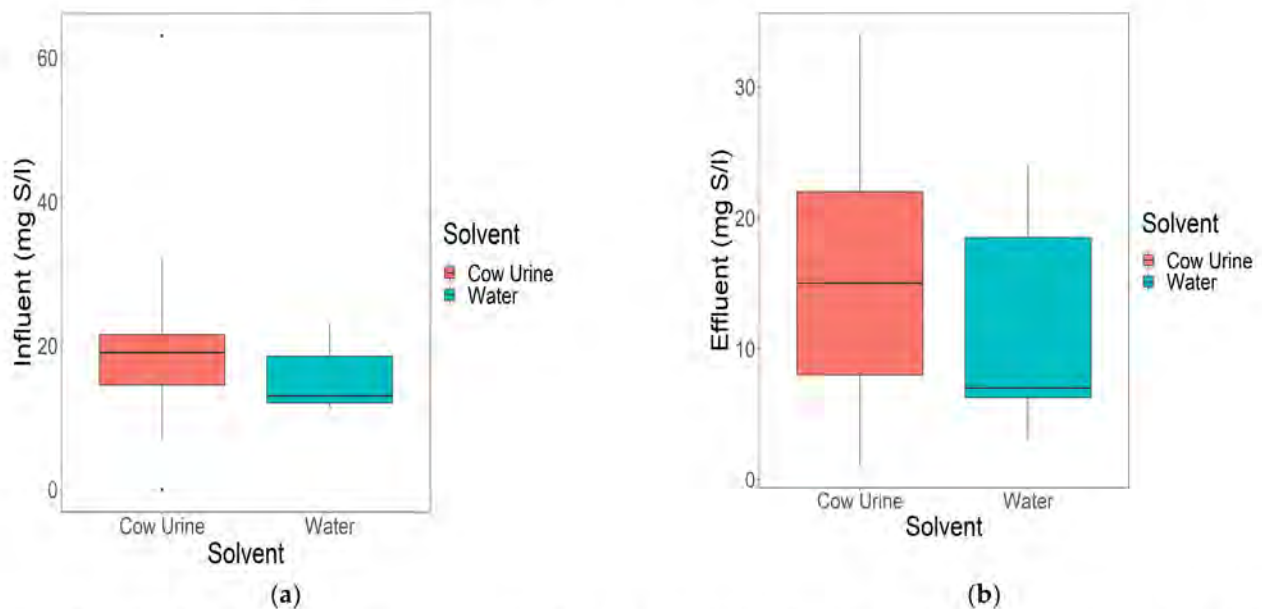 60
40
20
0
Influent (mg S/l)
Cow Urine
Water
Solvent
Solvent
Cow Urine
Water
(a)
30
20
10
0
Effluent (mg S/l)
Cow Urine
Water
Solvent
Solvent
Cow Urine
Water
(b)